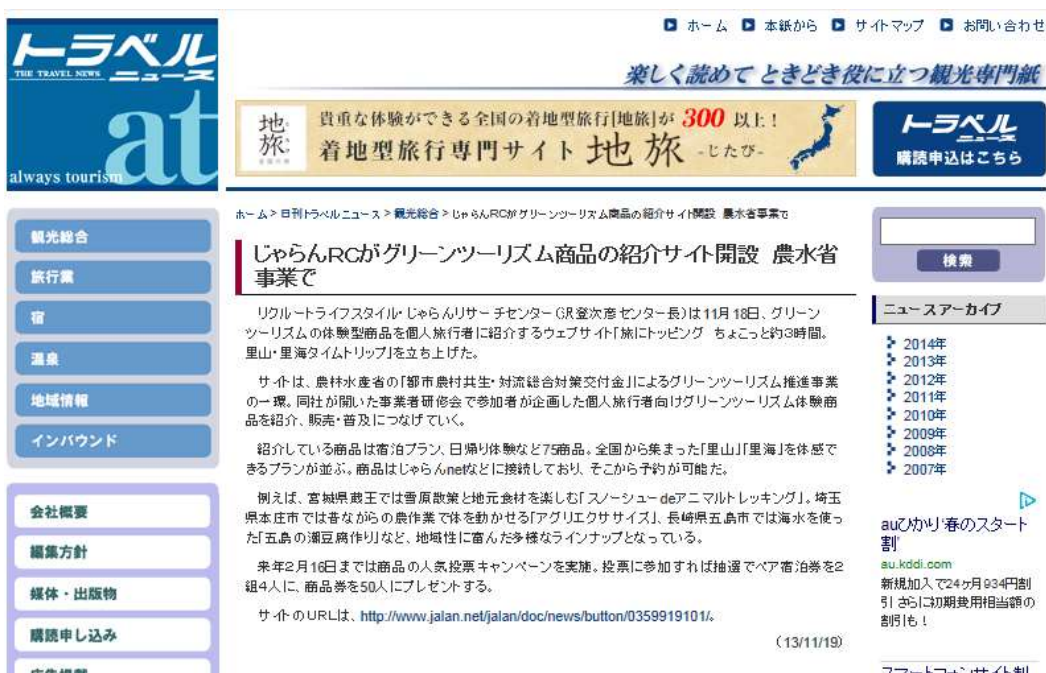 ホーム 本紙から サイトマップ お問い合わせ
トラベル
THE TRAVEL NEWS ニュース
at
always tourism
楽しく読めて ときどき役に立つ観光専門紙
地旅
貴重な体験ができる全国の着地型旅行[地旅]が 300 以上！
着地型旅行専門サイト 地旅 -じたび-
トラベル
ニュース
購読申込はこちら
観光総合
旅行業
宿
温泉
地域情報
インバウンド
会社概要
編集方針
媒体・出版物
購読申し込み
広告掲載
ホーム > 日刊トラベルニュース > 観光総合 > じゃらんRCがグリーンツーリズム商品の紹介サイト開設 農水省事業で
じゃらんRCがグリーンツーリズム商品の紹介サイト開設 農水省
事業で
リクルートライフスタイル・じゃらんリサーチセンター（沢登次彦センター長）は11月18日、グリーン
ツーリズムの体験型商品を個人旅行者に紹介するウェブサイト「旅にトッピング ちょこっと約3時間。
里山・里海タイムトリップ」を立ち上げた。
サイトは、農林水産省の「都市農村共生・対流総合対策交付金」によるグリーンツーリズム推進事業
の一環。同社が開いた事業者研修会で参加者が企画した個人旅行者向けグリーンツーリズム体験商
品を紹介、販売・普及につなげていく。
紹介している商品は宿泊プラン、日帰り体験など75商品。全国から集まった「里山」「里海」を体感で
きるプランが並ぶ。商品はじゃらんnetなどに接続しており、そこから予約が可能だ。
例えば、宮城県蔵王では雪原散策と地元食材を楽しむ「スノーシューdeアニマルトレッキング」。埼玉
県本庄市では昔ながらの農作業で体を動かせる「アグリエクササイズ」、長崎県五島市では海水を使っ
た「五島の潮豆腐作り」など、地域性に富んだ多様なラインナップとなっている。
来年2月16日までは商品の人気投票キャンペーンを実施。投票に参加すれば抽選でペア宿泊券を2
組4人に、商品券を50人にプレゼントする。
サイトのURLは、http://www.jalan.net/jalan/doc/news/button/0359919101/。
（13/11/19）
検索
ニュースアーカイブ
2014年
2013年
2012年
2011年
2010年
2009年
2008年
2007年
auひかり'春のスタート
割'
au.kddi.com
新規加入で24ヶ月934円割
引 さらに初期費用相当額の
割引も！
スマートフォンサイト制